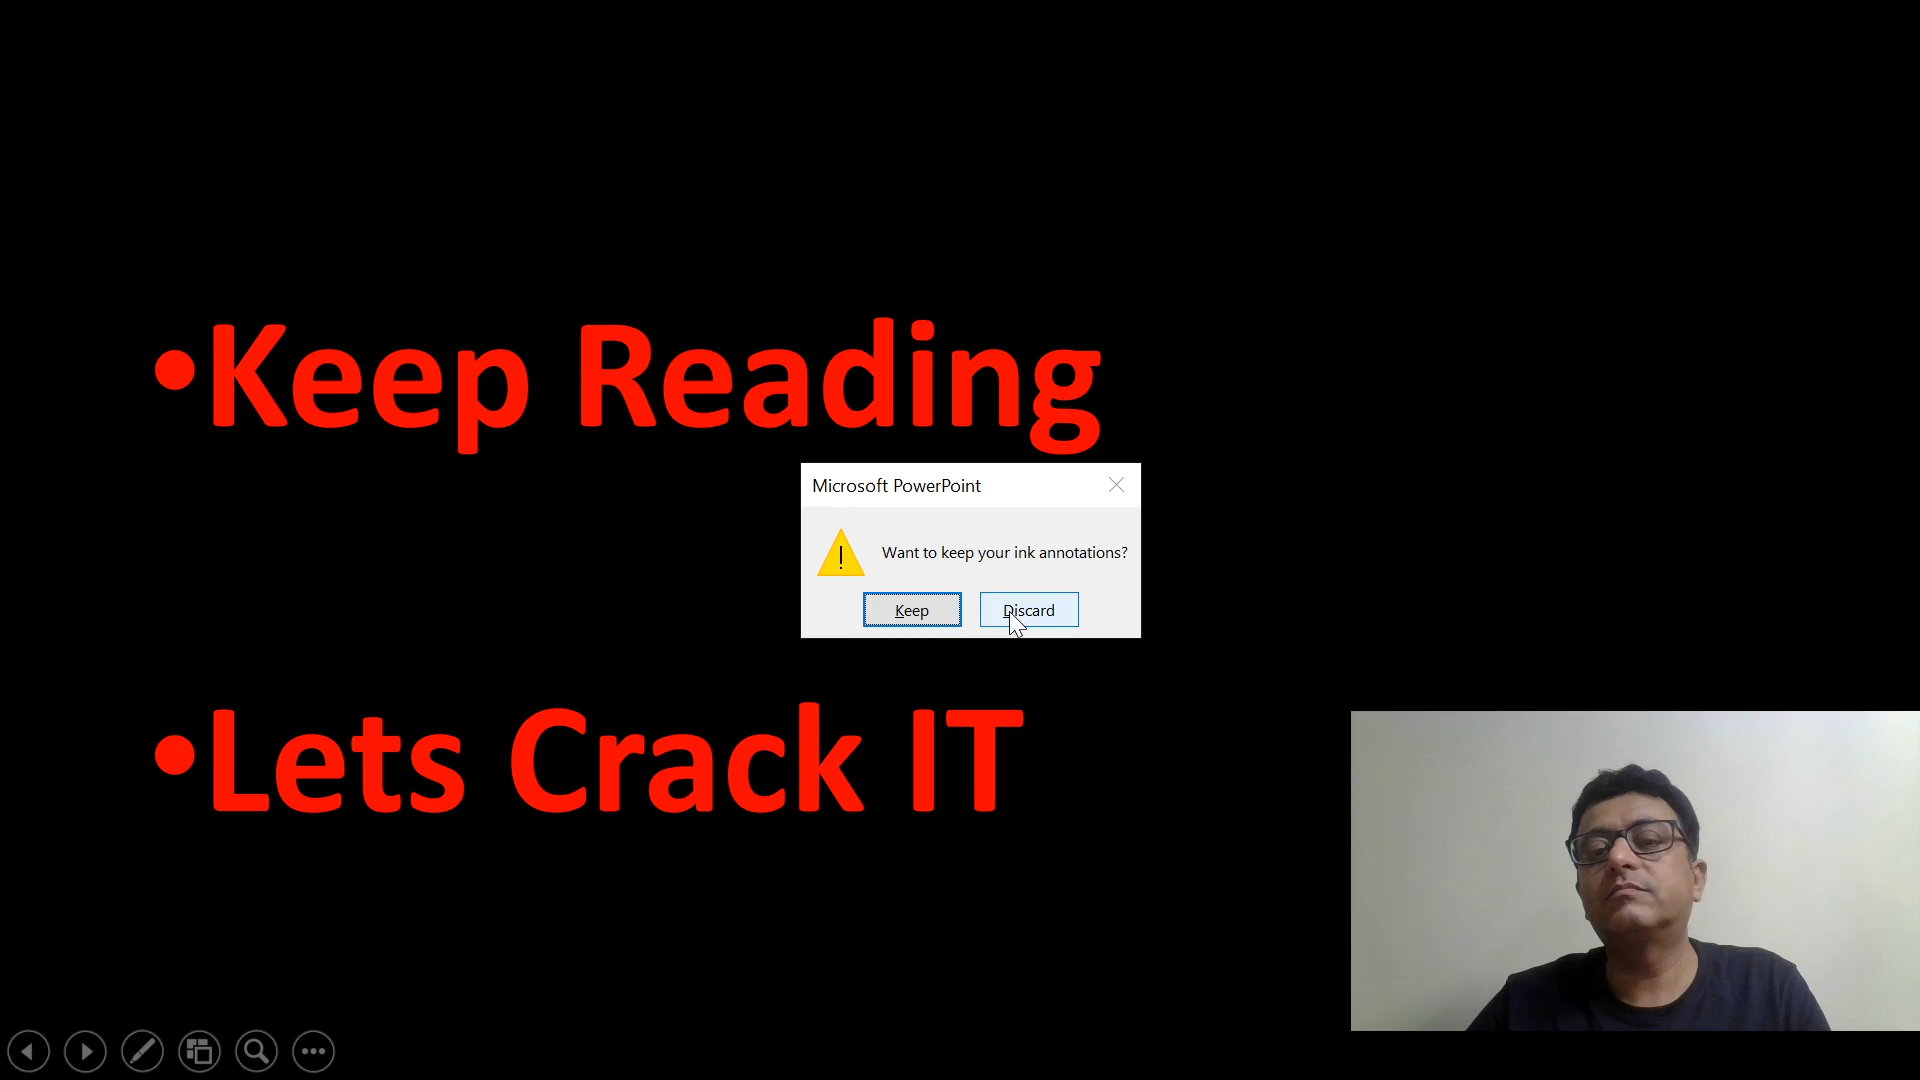 •Keep Reading
Microsoft PowerPoint
Want to keep your ink annotations?
Keep
Discard
•Lets Crack IT